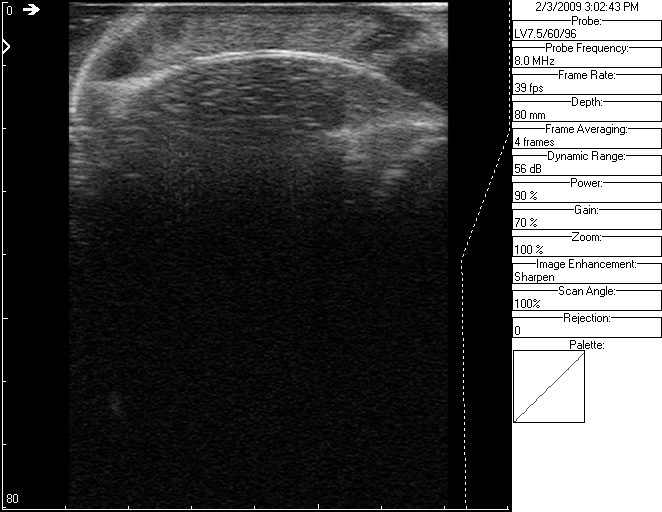 0
80
2/3/2009 3:02:43 PM
Probe:
LV7.5/60/96
Probe Frequency:
8.0 MHz
Frame Rate:
39 fps
Depth:
80 mm
Frame Averaging:
4 frames
Dynamic Range:
56 dB
Power:
90 %
Gain:
70 %
Zoom:
100 %
Image Enhancement:
Sharpen
Scan Angle:
100%
Rejection:
0
Palette: